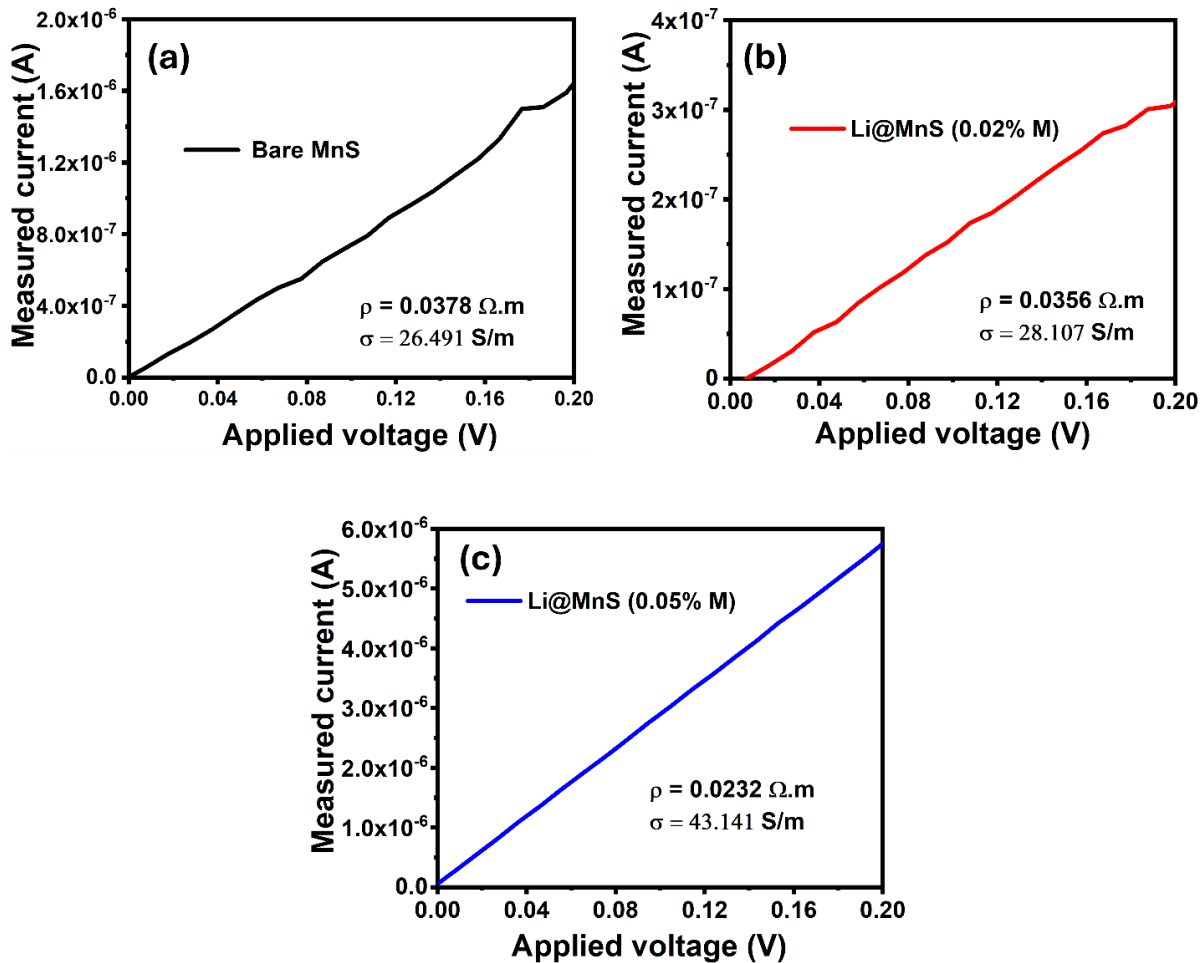 (a)
Measured current (A)
2.0x10⁻⁶
1.6x10⁻⁶
1.2x10⁻⁶
8.0x10⁻⁷
4.0x10⁻⁷
0.0
Bare MnS
ρ = 0.0378 Ω.m
σ = 26.491 S/m
0.00 0.04 0.08 0.12 0.16 0.20
Applied voltage (V)
(b)
Measured current (A)
4x10⁻⁷
3x10⁻⁷
2x10⁻⁷
1x10⁻⁷
0
Li@MnS (0.02% M)
ρ = 0.0356 Ω.m
σ = 28.107 S/m
0.00 0.04 0.08 0.12 0.16 0.20
Applied voltage (V)
(c)
Measured current (A)
6.0x10⁻⁶
5.0x10⁻⁶
4.0x10⁻⁶
3.0x10⁻⁶
2.0x10⁻⁶
1.0x10⁻⁶
0.0
Li@MnS (0.05% M)
ρ = 0.0232 Ω.m
σ = 43.141 S/m
0.00 0.04 0.08 0.12 0.16 0.20
Applied voltage (V)